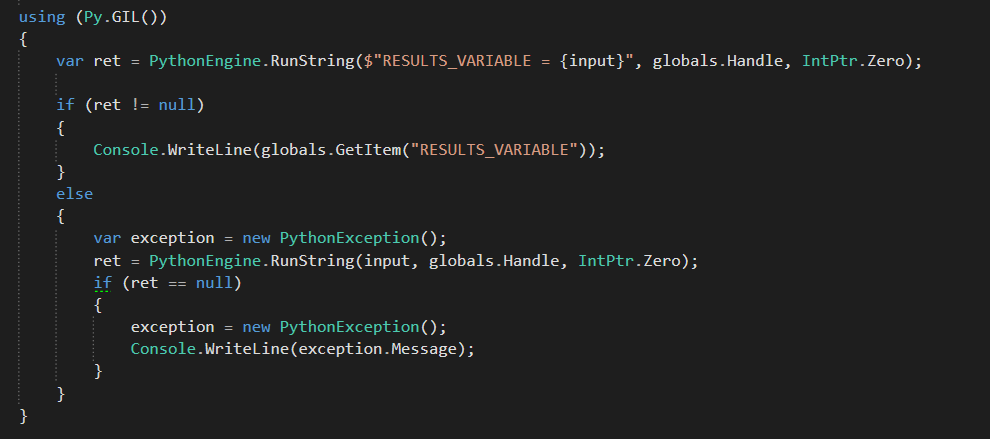 using (Py.GIL())
{
    var ret = PythonEngine.RunString($"RESULTS_VARIABLE = {input}", globals.Handle, IntPtr.Zero);

    if (ret != null)
    {
        Console.WriteLine(globals.GetItem("RESULTS_VARIABLE"));
    }
    else
    {
        var exception = new PythonException();
        ret = PythonEngine.RunString(input, globals.Handle, IntPtr.Zero);
        if (ret == null)
        {
            exception = new PythonException();
            Console.WriteLine(exception.Message);
        }
    }
}